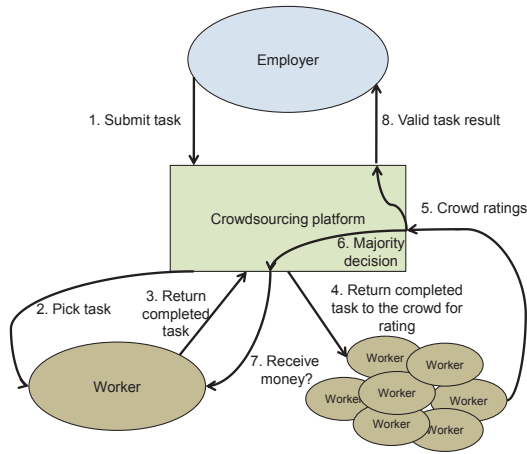 Employer
1. Submit task
8. Valid task result
Crowdsourcing platform
5. Crowd ratings
6. Majority
decision
2. Pick task
3. Return
completed
task
4. Return completed
task to the crowd for
rating
7. Receive
money?
Worker
Worker
Worker
Worker
Worker
Worker
Worker
Worker